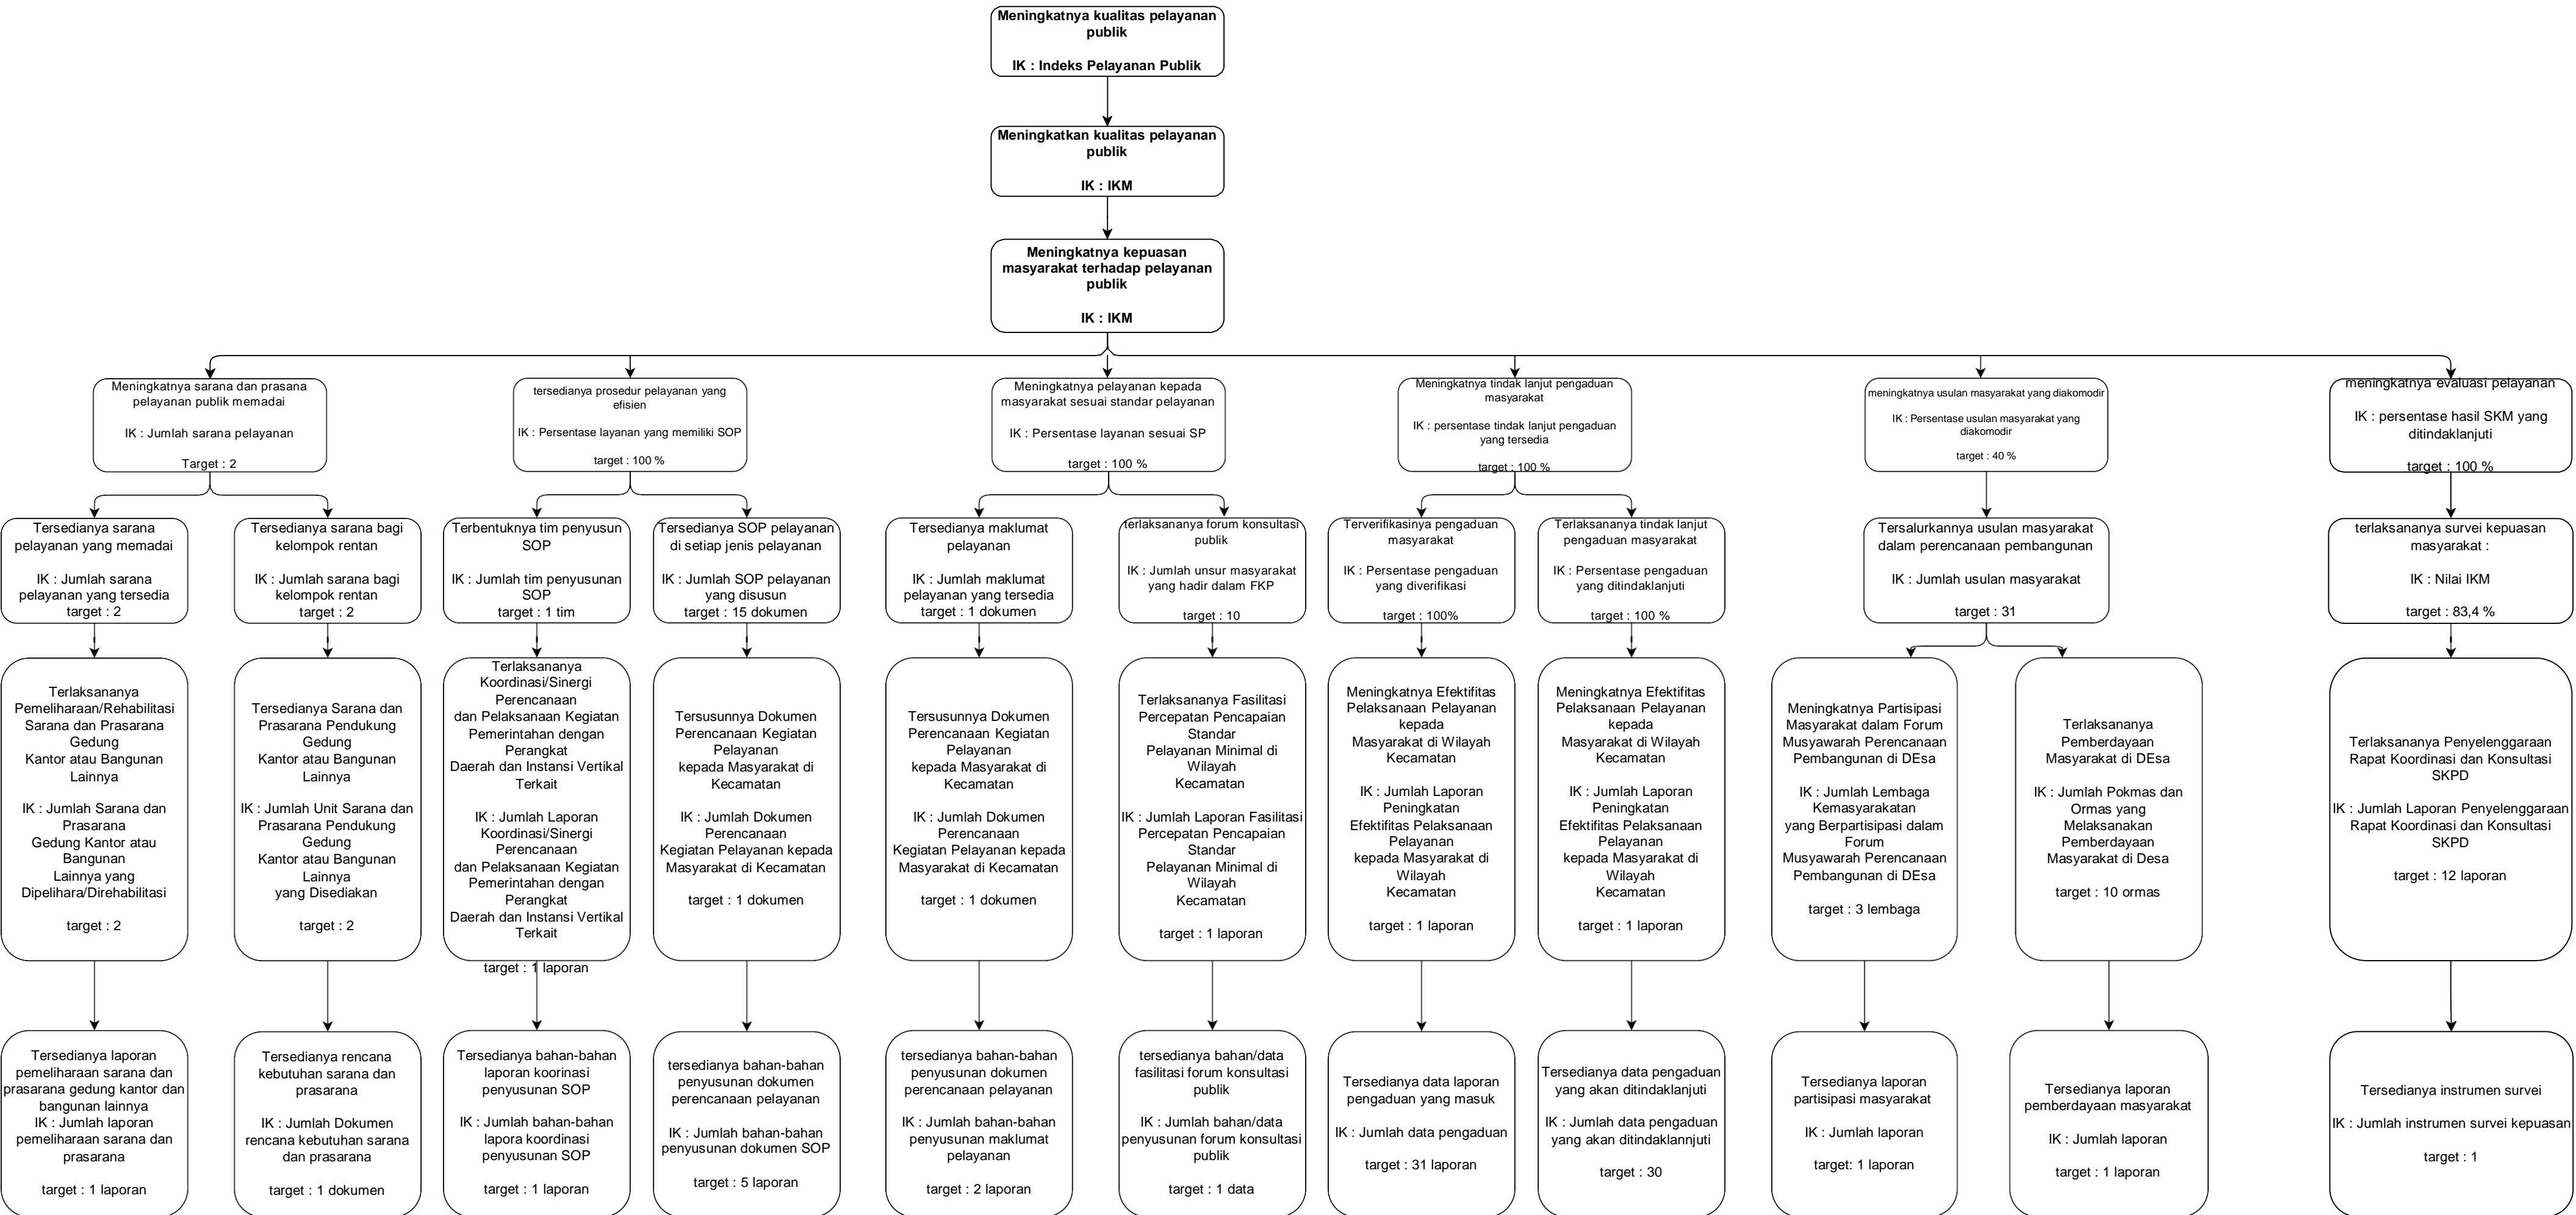 Meningkatnya kualitas pelayanan
publik
IK : Indeks Pelayanan Publik
Meningkatkan kualitas pelayanan
publik
IK : IKM
Meningkatnya kepuasan
masyarakat terhadap pelayanan
publik
IK : IKM
Meningkatnya sarana dan prasana
pelayanan publik memadai
IK : Jumlah sarana pelayanan
Target : 2
tersedianya prosedur pelayanan yang
efisien
IK : Persentase layanan yang memiliki SOP
target : 100 %
Meningkatnya pelayanan kepada
masyarakat sesuai standar pelayanan
IK : Persentase layanan sesuai SP
target : 100 %
Meningkatnya tindak lanjut pengaduan
masyarakat
IK : persentase tindak lanjut pengaduan
yang tersedia
target : 100 %
meningkatnya usulan masyarakat yang diakomodir
IK : Persentase usulan masyarakat yang
diakomodir
target : 40 %
meningkatnya evaluasi pelayanan
IK : persentase hasil SKM yang
ditindaklanjuti
target : 100 %
Tersedianya sarana
pelayanan yang memadai
IK : Jumlah sarana
pelayanan yang tersedia
target : 2
Tersedianya sarana bagi
kelompok rentan
IK : Jumlah sarana bagi
kelompok rentan
target : 2
Terbentuknya tim penyusun
SOP
IK : Jumlah tim penyusunan
SOP
target : 1 tim
Tersedianya SOP pelayanan
di setiap jenis pelayanan
IK : Jumlah SOP pelayanan
yang disusun
target : 15 dokumen
Tersedianya maklumat
pelayanan
IK : Jumlah maklumat
pelayanan yang tersedia
target : 1 dokumen
terlaksananya forum konsultasi
publik
IK : Jumlah unsur masyarakat
yang hadir dalam FKP
target : 10
Terverifikasinya pengaduan
masyarakat
IK : Persentase pengaduan
yang diverifikasi
target : 100%
Terlaksananya tindak lanjut
pengaduan masyarakat
IK : Persentase pengaduan
yang ditindaklanjuti
target : 100 %
Tersalurkannya usulan masyarakat
dalam perencanaan pembangunan
IK : Jumlah usulan masyarakat
target : 31
terlaksananya survei kepuasan
masyarakat :
IK : Nilai IKM
target : 83,4 %
Terlaksananya
Pemeliharaan/Rehabilitasi
Sarana dan Prasarana
Gedung
Kantor atau Bangunan
Lainnya
IK : Jumlah Sarana dan
Prasarana
Gedung Kantor atau
Bangunan
Lainnya yang
Dipelihara/Direhabilitasi
target : 2
Tersedianya Sarana dan
Prasarana Pendukung
Gedung
Kantor atau Bangunan
Lainnya
IK : Jumlah Unit Sarana dan
Prasarana Pendukung
Gedung
Kantor atau Bangunan
Lainnya
yang Disediakan
target : 2
Terlaksananya
Koordinasi/Sinergi
Perencanaan
dan Pelaksanaan Kegiatan
Pemerintahan dengan
Perangkat
Daerah dan Instansi Vertikal
Terkait
IK : Jumlah Laporan
Koordinasi/Sinergi
Perencanaan
dan Pelaksanaan Kegiatan
Pemerintahan dengan
Perangkat
Daerah dan Instansi Vertikal
Terkait
target : 1 laporan
Tersusunnya Dokumen
Perencanaan Kegiatan
Pelayanan
kepada Masyarakat di
Kecamatan
IK : Jumlah Dokumen
Perencanaan
Kegiatan Pelayanan kepada
Masyarakat di Kecamatan
target : 1 dokumen
Tersusunnya Dokumen
Perencanaan Kegiatan
Pelayanan
kepada Masyarakat di
Kecamatan
IK : Jumlah Dokumen
Perencanaan
Kegiatan Pelayanan kepada
Masyarakat di Kecamatan
target : 1 dokumen
Terlaksananya Fasilitasi
Percepatan Pencapaian
Standar
Pelayanan Minimal di
Wilayah
Kecamatan
IK : Jumlah Laporan Fasilitasi
Percepatan Pencapaian
Standar
Pelayanan Minimal di
Wilayah
Kecamatan
target : 1 laporan
Meningkatnya Efektifitas
Pelaksanaan Pelayanan
kepada
Masyarakat di Wilayah
Kecamatan
IK : Jumlah Laporan
Peningkatan
Efektifitas Pelaksanaan
Pelayanan
kepada Masyarakat di
Wilayah
Kecamatan
target : 1 laporan
Meningkatnya Efektifitas
Pelaksanaan Pelayanan
kepada
Masyarakat di Wilayah
Kecamatan
IK : Jumlah Laporan
Peningkatan
Efektifitas Pelaksanaan
Pelayanan
kepada Masyarakat di
Wilayah
Kecamatan
target : 1 laporan
Meningkatnya Partisipasi
Masyarakat dalam Forum
Musyawarah Perencanaan
Pembangunan di DEsa
IK : Jumlah Lembaga
Kemasyarakatan
yang Berpartisipasi dalam
Forum
Musyawarah Perencanaan
Pembangunan di DEsa
target : 3 lembaga
Terlaksananya
Pemberdayaan
Masyarakat di DEsa
IK : Jumlah Pokmas dan
Ormas yang
Melaksanakan
Pemberdayaan
Masyarakat di Desa
target : 10 ormas
Terlaksananya Penyelenggaraan
Rapat Koordinasi dan Konsultasi
SKPD
IK : Jumlah Laporan Penyelenggaraan
Rapat Koordinasi dan Konsultasi
SKPD
target : 12 laporan
Tersedianya laporan
pemeliharaan sarana dan
prasarana gedung kantor dan
bangunan lainnya
IK : Jumlah laporan
pemeliharaan sarana dan
prasarana
target : 1 laporan
Tersedianya rencana
kebutuhan sarana dan
prasarana
IK : Jumlah Dokumen
rencana kebutuhan sarana
dan prasarana
target : 1 dokumen
Tersedianya bahan-bahan
laporan koorinasi
penyusunan SOP
IK : Jumlah bahan-bahan
lapora koordinasi
penyusunan SOP
target : 1 laporan
tersedianya bahan-bahan
penyusunan dokumen
perencanaan pelayanan
IK : Jumlah bahan-bahan
penyusunan dokumen SOP
target : 5 laporan
tersedianya bahan-bahan
penyusunan dokumen
perencanaan pelayanan
IK : Jumlah bahan-bahan
penyusunan maklumat
pelayanan
target : 2 laporan
tersedianya bahan/data
fasilitasi forum konsultasi
publik
IK : Jumlah bahan/data
penyusunan forum konsultasi
publik
target : 1 data
Tersedianya data laporan
pengaduan yang masuk
IK : Jumlah data pengaduan
target : 31 laporan
Tersedianya data pengaduan
yang akan ditindaklanjuti
IK : Jumlah data pengaduan
yang akan ditindaklannjuti
target : 30
Tersedianya laporan
partisipasi masyarakat
IK : Jumlah laporan
target: 1 laporan
Tersedianya laporan
pemberdayaan masyarakat
IK : Jumlah laporan
target : 1 laporan
Tersedianya instrumen survei
IK : Jumlah instrumen survei kepuasan
target : 1